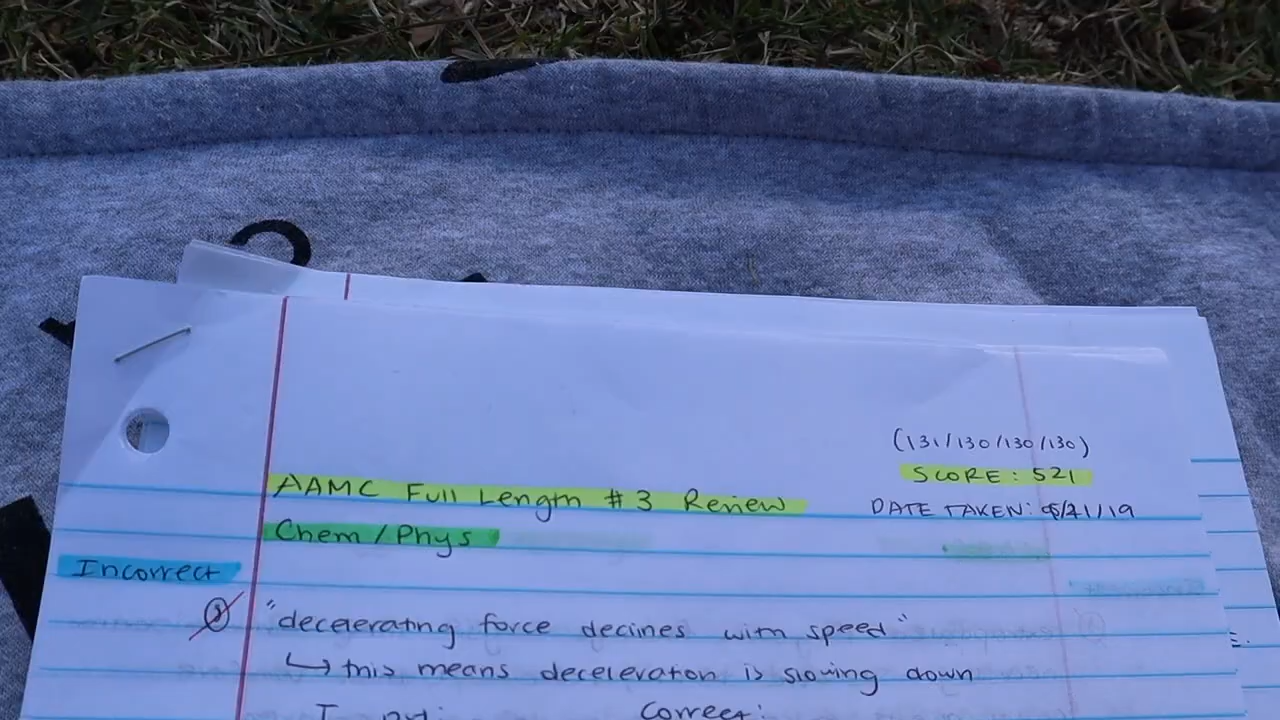 (131/130/130/130)
SCORE: 521
AAMC Full Length #3 Review
DATE TAKEN: /21/19
Chem/Phys
Incorrect
"decelerating force declines with speed"
↳ this means deceleration is slowing down
I put: Correct: